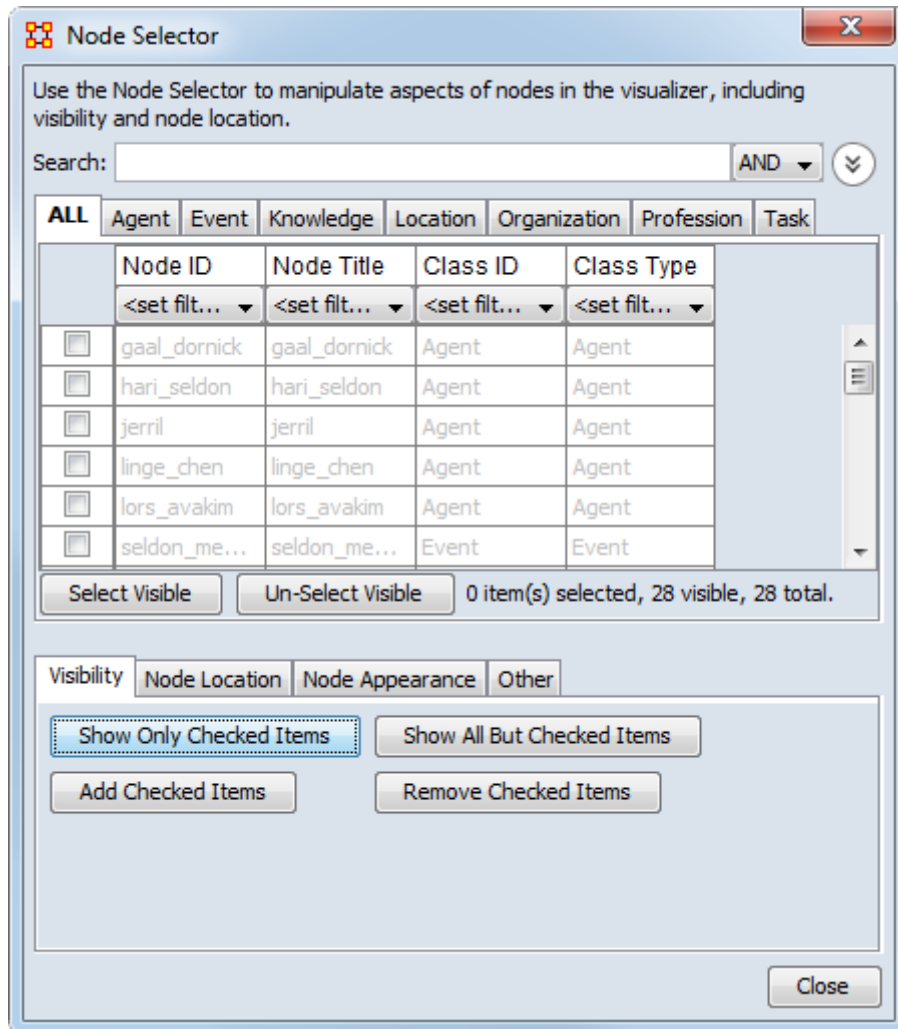 Node Selector
Use the Node Selector to manipulate aspects of nodes in the visualizer, including
visibility and node location.
Search: AND
ALL Agent Event Knowledge Location Organization Profession Task
Node ID Node Title Class ID Class Type
<set filt... <set filt... <set filt... <set filt...
gaal_dornick gaal_dornick Agent Agent
hari_seldon hari_seldon Agent Agent
jerril jerril Agent Agent
linge_chen linge_chen Agent Agent
lors_avakim lors_avakim Agent Agent
seldon_me... seldon_me... Event Event
Select Visible Un-Select Visible 0 item(s) selected, 28 visible, 28 total.
Visibility Node Location Node Appearance Other
Show Only Checked Items Show All But Checked Items
Add Checked Items Remove Checked Items
Close